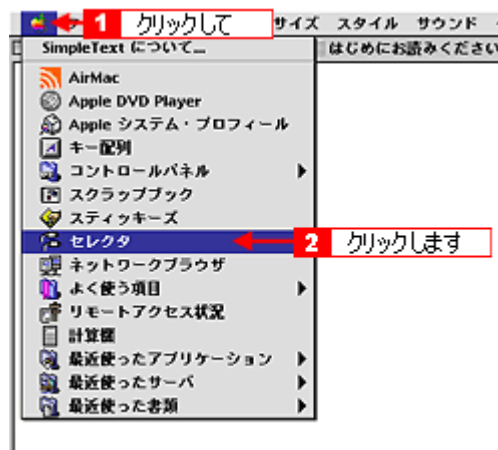 1 クリックして
サイズ スタイル サウンド
SimpleText について...
はじめにお読みください
AirMac
Apple DVD Player
Apple システム・プロフィール
キー配列
コントロールパネル
スクラップブック
スティッキーズ
セレクタ
2 クリックします
ネットワークブラウザ
よく使う項目
リモートアクセス状況
計算機
最近使ったアプリケーション
最近使ったサーバ
最近使った書類